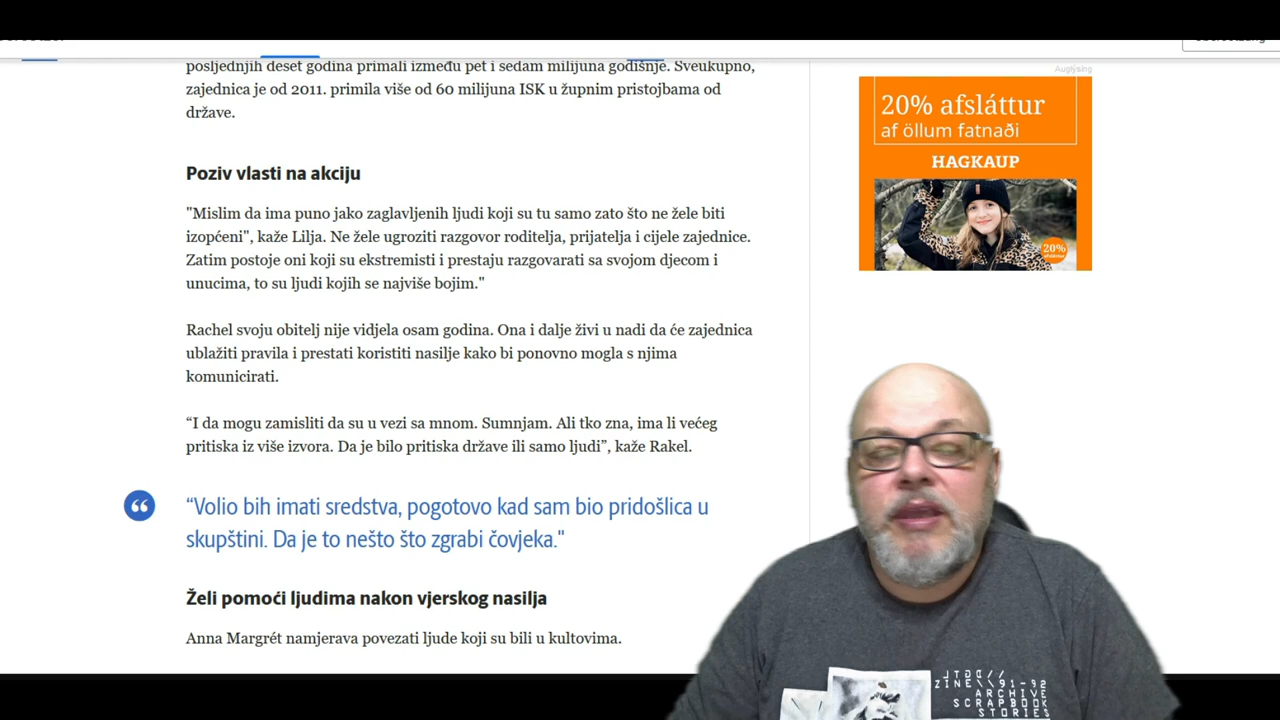 posljednjih deset godina primali između pet i sedam milijuna godišnje. Sveukupno,
zajednica je od 2011. primila više od 60 milijuna ISK u župnim pristojbama od
države.
Poziv vlasti na akciju
"Mislim da ima puno jako zaglavljenih ljudi koji su tu samo zato što ne žele biti
izopćeni", kaže Lilja. Ne žele ugroziti razgovor roditelja, prijatelja i cijele zajednice.
Zatim postoje oni koji su ekstremisti i prestaju razgovarati sa svojom djecom i
unucima, to su ljudi kojih se najviše bojim."
Rachel svoju obitelj nije vidjela osam godina. Ona i dalje živi u nadi da će zajednica
ublažiti pravila i prestati koristiti nasilje kako bi ponovno mogla s njima
komunicirati.
“I da mogu zamisliti da su u vezi sa mnom. Sumnjam. Ali tko zna, ima li većeg
pritiska iz više izvora. Da je bilo pritiska države ili samo ljudi”, kaže Rakel.
“Volio bih imati sredstva, pogotovo kad sam bio pridošlica u
skupštini. Da je to nešto što zgrabi čovjeka."
Želi pomoći ljudima nakon vjerskog nasilja
Anna Margrét namjerava povezati ljude koji su bili u kultovima.
Auglýsing
20% afsláttur
af öllum fatnaði
HAGKAUP
20%
afsláttur
ZINE\\91-92
ARCHIVE
SCRAPBOOK
STORIES